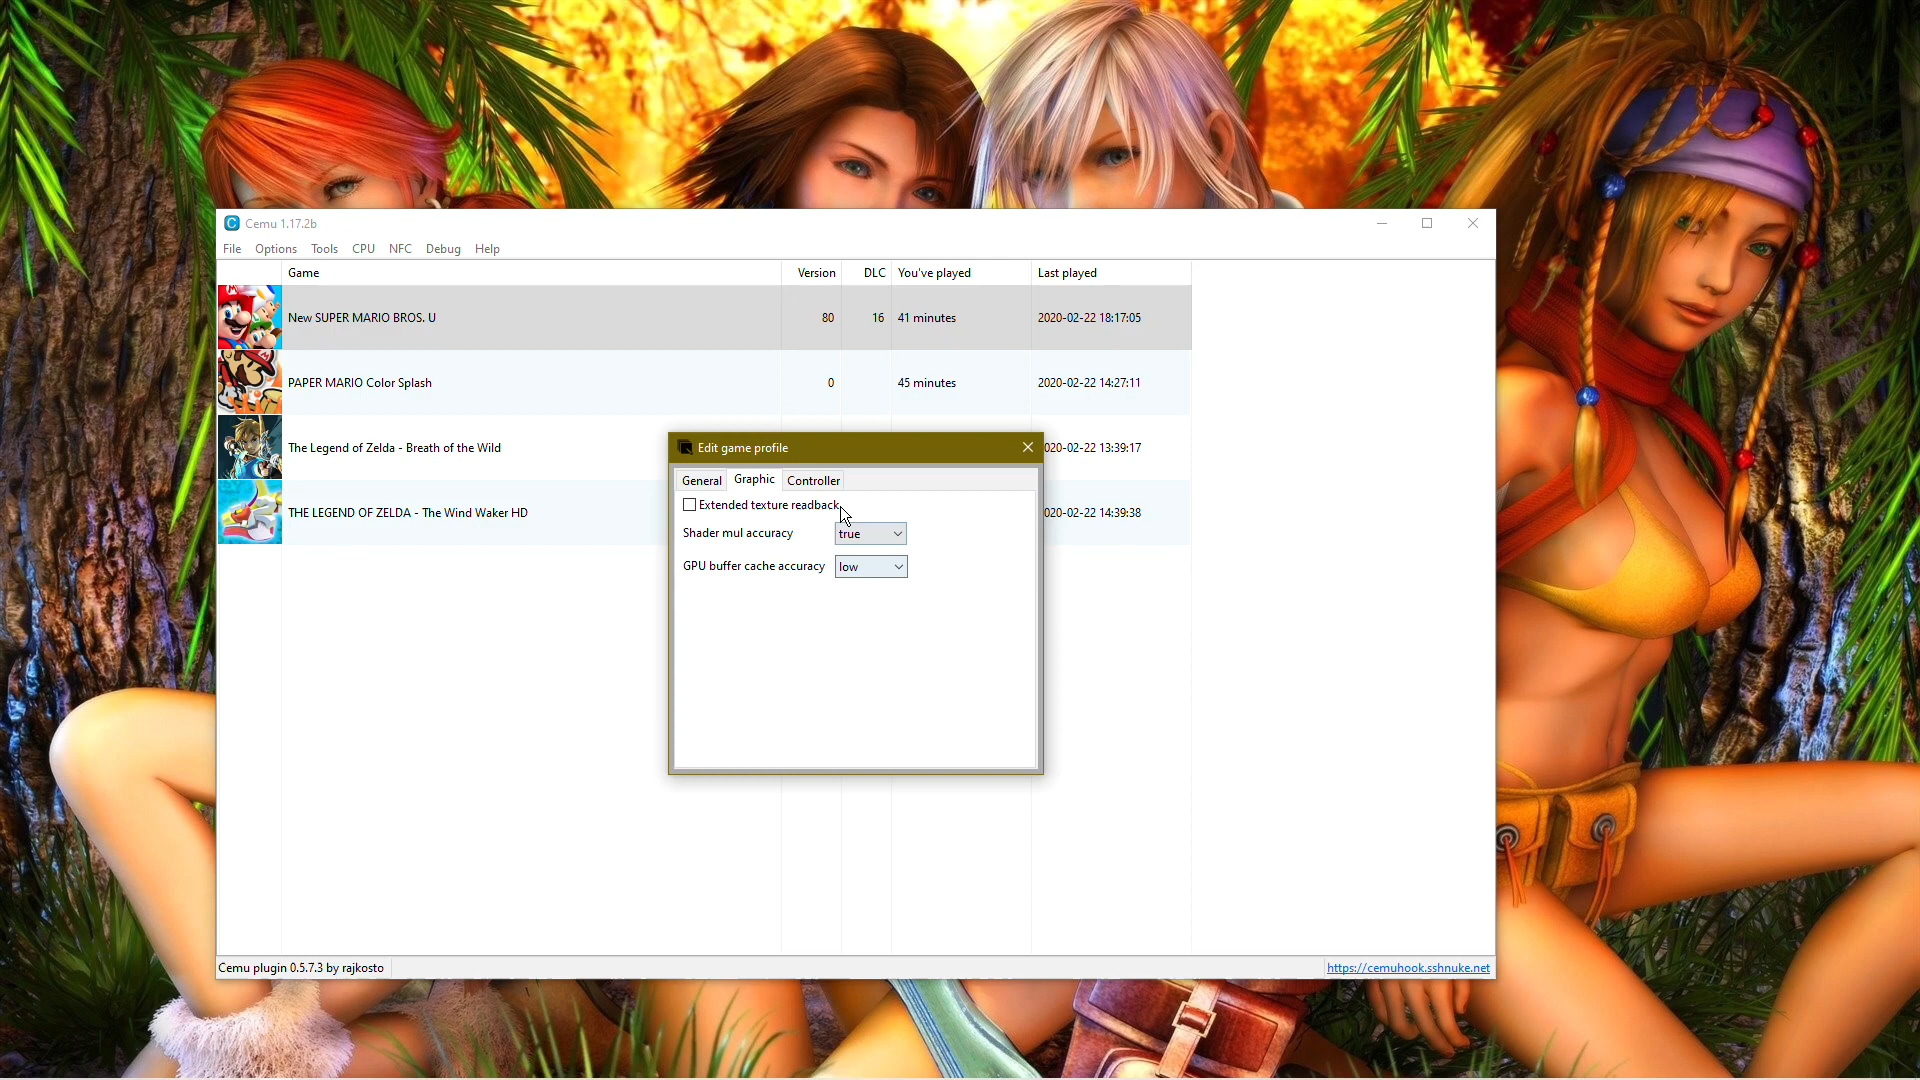 Cemu 1.17.2b
File Options Tools CPU NFC Debug Help
Game Version DLC You've played Last played
New SUPER MARIO BROS. U 80 16 41 minutes 2020-02-22 18:17:05
PAPER MARIO Color Splash 0 45 minutes 2020-02-22 14:27:11
The Legend of Zelda - Breath of the Wild 020-02-22 13:39:17
THE LEGEND OF ZELDA - The Wind Waker HD 020-02-22 14:39:38
Edit game profile
General Graphic Controller
Extended texture readback
Shader mul accuracy true
GPU buffer cache accuracy low
Cemu plugin 0.5.7.3 by rajkosto https://cemuhook.sshnuke.net